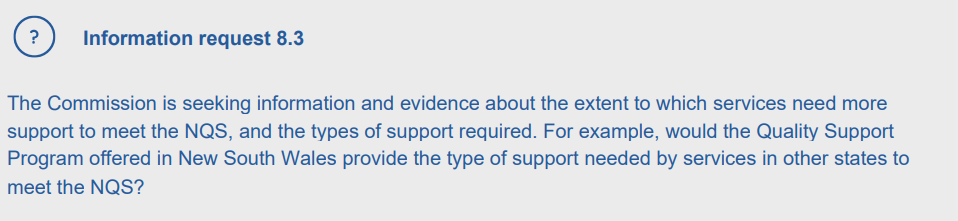 ?
Information request 8.3
The Commission is seeking information and evidence about the extent to which services need more
support to meet the NQS, and the types of support required. For example, would the Quality Support
Program offered in New South Wales provide the type of support needed by services in other states to
meet the NQS?